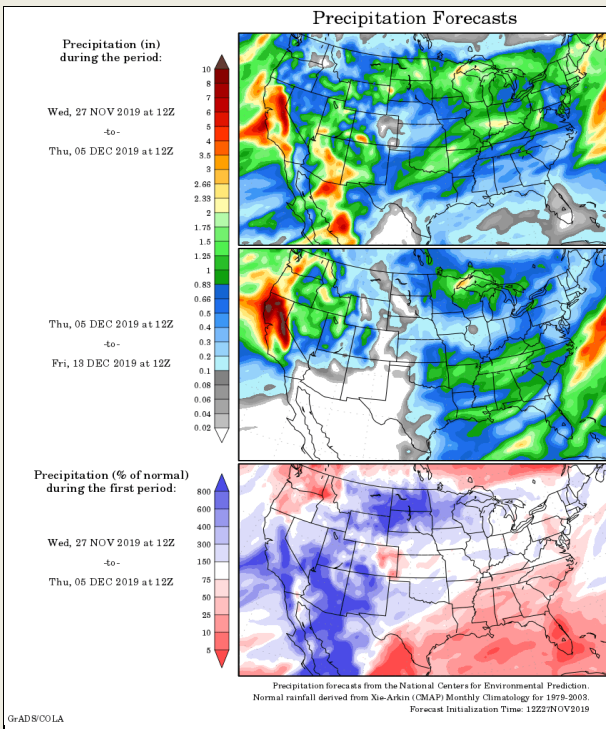 Precipitation Forecasts
Precipitation (in)
during the period:
Wed, 27 NOV 2019 at 12Z
-to-
Thu, 05 DEC 2019 at 12Z
10
8
7
6
5
4
3.5
3
2.66
2.33
2
1.75
1.5
1.25
1
0.83
0.66
0.5
0.4
0.3
0.2
0.1
0.08
0.06
0.04
0.02
Thu, 05 DEC 2019 at 12Z
-to-
Fri, 13 DEC 2019 at 12Z
Precipitation (% of normal)
during the first period:
Wed, 27 NOV 2019 at 12Z
-to-
Thu, 05 DEC 2019 at 12Z
800
600
400
300
150
75
50
25
10
5
Precipitation forecasts from the National Centers for Environmental Prediction.
Normal rainfall derived from Xie-Arkin (CMAP) Monthly Climatology for 1979-2003.
Forecast Initialization Time: 12Z27NOV2019
GrADS/COLA